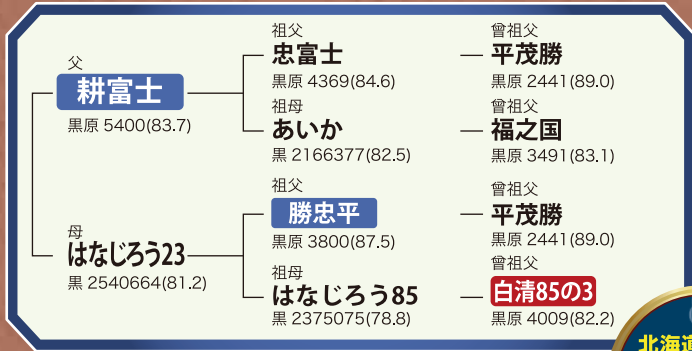 父
耕富士
黒原 5400(83.7)
祖父
忠富士
黒原 4369(84.6)
曾祖父
平茂勝
黒原 2441(89.0)
祖母
あいか
黒 2166377(82.5)
曾祖父
福之国
黒原 3491(83.1)
母
はなじろう23
黒 2540664(81.2)
祖父
勝忠平
黒原 3800(87.5)
曾祖父
平茂勝
黒原 2441(89.0)
祖母
はなじろう85
黒 2375075(78.8)
曾祖父
白清85の3
黒原 4009(82.2)
北海道